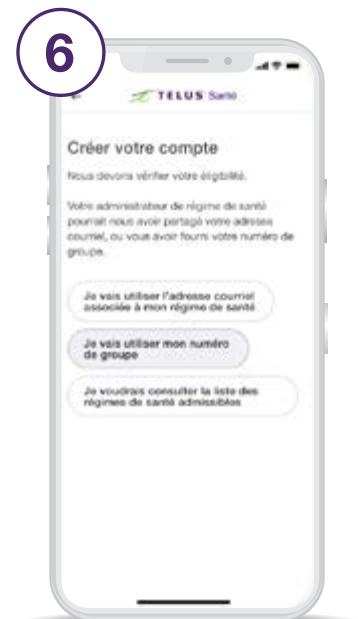 6
TELUS Santé
Créer votre compte
Nous devons vérifier votre éligibilité.
Votre administrateur de régime de santé
pourrait nous avoir partagé votre adresse
courriel, ou vous avoir fourni votre numéro de
groupe.
Je vais utiliser l'adresse courriel
associée à mon régime de santé
Je vais utiliser mon numéro
de groupe
Je voudrais consulter la liste des
régimes de santé admissibles